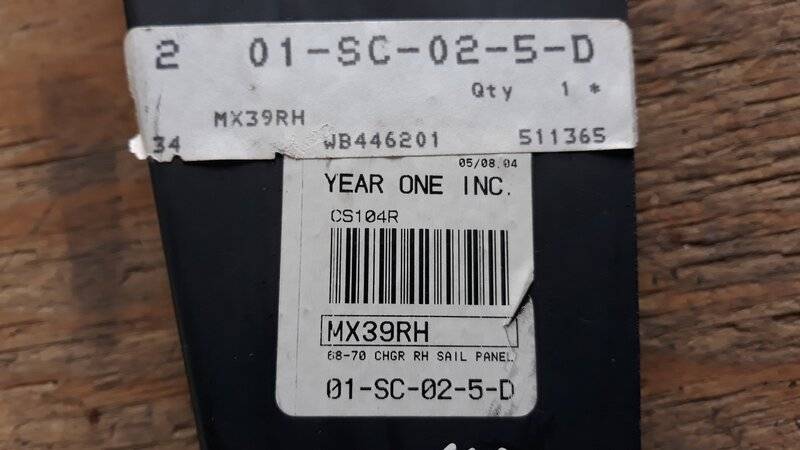 2 01-SC-02-5-D
Qty 1 *
MX39RH
34 WB446201 511365
05/08.04
YEAR ONE INC.
CS104R
MX39RH
68-70 CHGR RH SAIL PANEL
01-SC-02-5-D